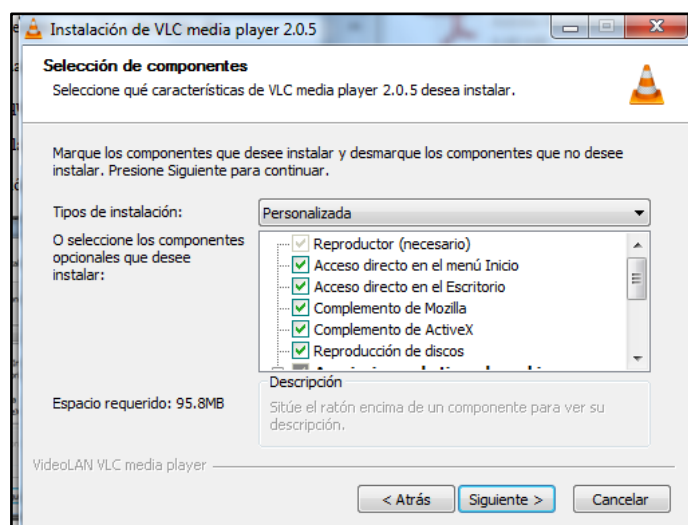 Instalación de VLC media player 2.0.5
Selección de componentes
Seleccione qué características de VLC media player 2.0.5 desea instalar.
Marque los componentes que desee instalar y desmarque los componentes que no desee
instalar. Presione Siguiente para continuar.
Tipos de instalación:
Personalizada
O seleccione los componentes
opcionales que desee
instalar:
Reproductor (necesario)
Acceso directo en el menú Inicio
Acceso directo en el Escritorio
Complemento de Mozilla
Complemento de ActiveX
Reproducción de discos
Espacio requerido: 95.8MB
Descripción
Sitúe el ratón encima de un componente para ver su
descripción.
VideoLAN VLC media player
< Atrás
Siguiente >
Cancelar